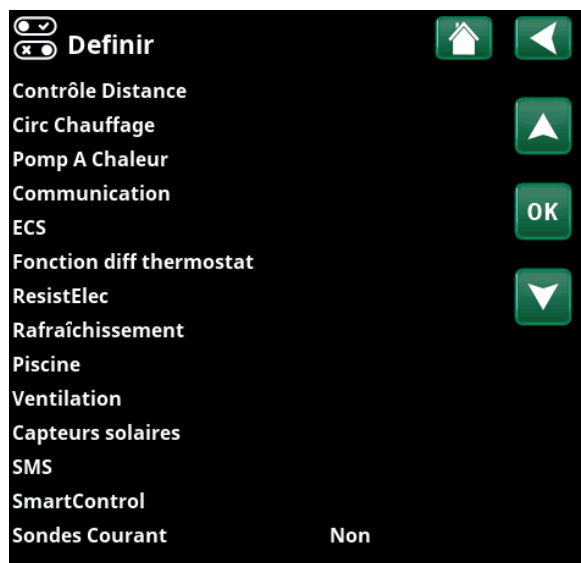 Definir
Contrôle Distance
Circ Chauffage
Pomp A Chaleur
Communication
OK
ECS
Fonction diff thermostat
ResistElec
Rafraîchissement
Piscine
Ventilation
Capteurs solaires
SMS
SmartControl
Sondes Courant Non